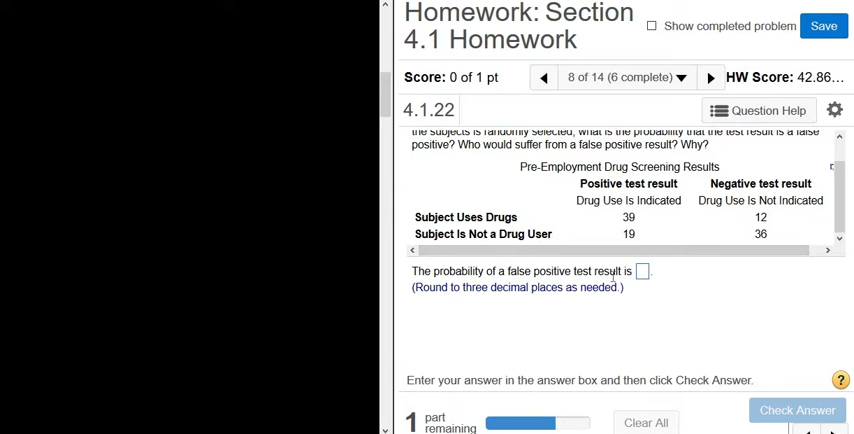 Homework: Section
4.1 Homework
Show completed problem
Save
Score: 0 of 1 pt
8 of 14 (6 complete)
HW Score: 42.86...
4.1.22
Question Help
the subjects is randomly selected, what is the probability that the test result is a false
positive? Who would suffer from a false positive result? Why?
Pre-Employment Drug Screening Results
Positive test result Negative test result
Drug Use Is Indicated Drug Use Is Not Indicated
Subject Uses Drugs 39 12
Subject Is Not a Drug User 19 36
The probability of a false positive test result is .
(Round to three decimal places as needed.)
Enter your answer in the answer box and then click Check Answer.
?
1 part
remaining
Clear All
Check Answer